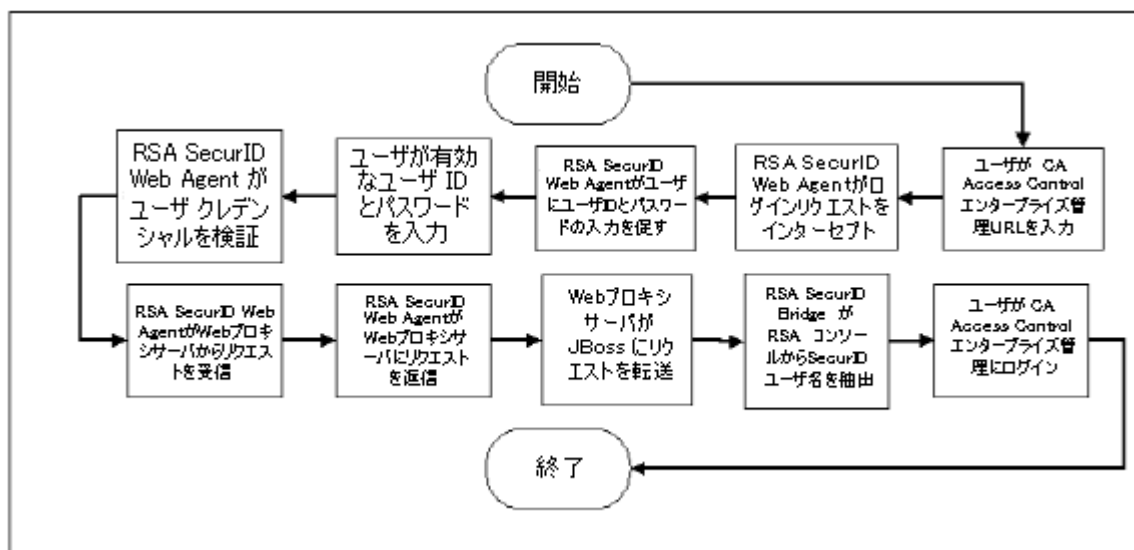 開始
ユーザが CA
Access Control
エンタープライズ管
理URLを入力
RSA SecurID
Web Agentがロ
グインリクエストを
インターセプト
RSA SecurID
Web Agentがユーザ
にユーザIDとパスワー
ドの入力を促す
ユーザが有効
なユーザ ID
とパスワード
を入力
RSA SecurID
Web Agent が
ユーザ クレデン
シャルを検証
RSA SecurID Web
AgentがWebプロキ
シサーバからリクエス
トを受信
RSA SecurID
Web Agentが
Webプロキシサ
ーバにリクエスト
を返信
Webプロキシ
サーバが
JBoss にリク
エストを転送
RSA SecurID
Bridge が
RSA コンソー
ルからSecurID
ユーザ名を抽出
ユーザが CA
Access Control
エンタープライズ管
理にログイン
終了